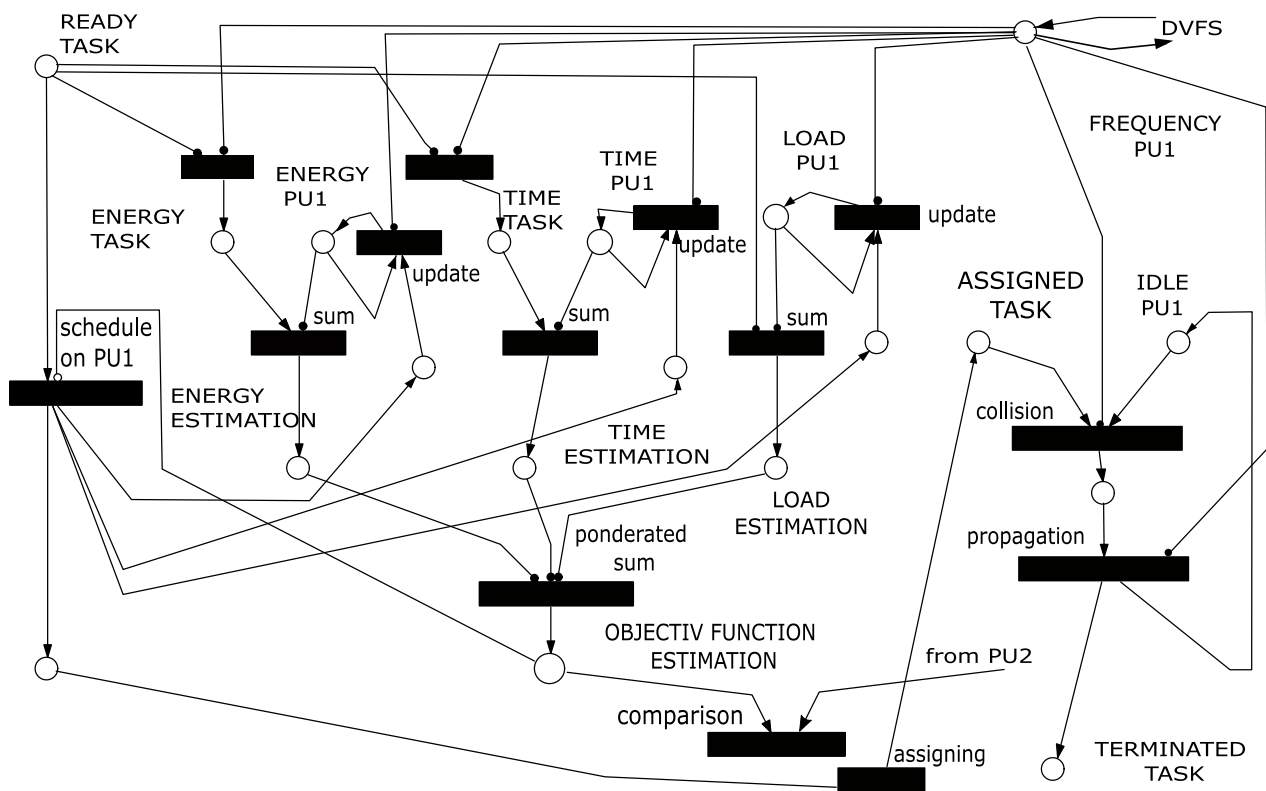 READY
TASK
DVFS
FREQUENCY
PU1
LOAD
PU1
TIME
PU1
ENERGY
PU1
TIME
TASK
ENERGY
TASK
update
update
update
ASSIGNED
TASK
IDLE
PU1
schedule
on PU1
sum
sum
sum
ENERGY
ESTIMATION
collision
TIME
ESTIMATION
LOAD
ESTIMATION
ponderated
sum
propagation
OBJECTIV FUNCTION
ESTIMATION
from PU2
comparison
assigning
TERMINATED
TASK